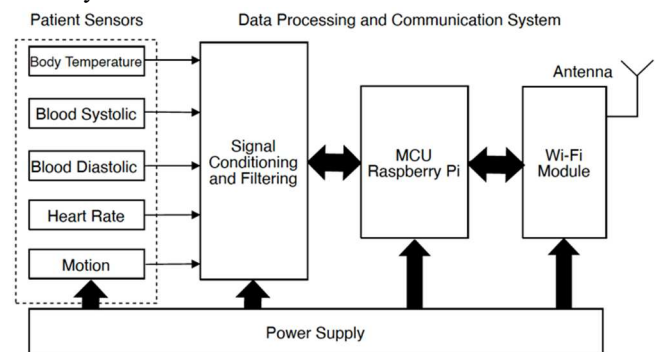 Patient Sensors
Data Processing and Communication System
Body Temperature
Blood Systolic
Blood Diastolic
Heart Rate
Motion
Signal
Conditioning
and Filtering
MCU
Raspberry Pi
Antenna
Wi-Fi
Module
Power Supply